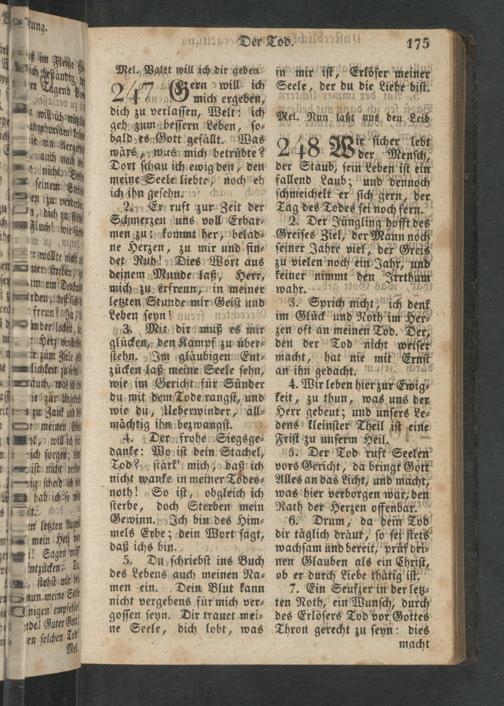 Der Tod. 175
Mel. Valet will ich dir geben
247 Gern will ich
mich ergeben,
dich zu verlassen, Welt: ich
geh zum bessern Leben, so-
bald es Gott gefällt. Was
wärs, was mich betrübte?
Dort schau ich ewig den, den
meine Seele liebte, noch eh
ich ihn gesehn.
2. Er ruft zur Zeit der
Schmerzen uns voll Erbar-
men zu: kommt her, belad-
ne Herzen, zu mir und fin-
det Ruh. Dies Wort aus
deinem Munde laß, Herr,
mich zu erfreun, in meiner
letzten Stunde mir Geist und
Leben seyn!
3. Mit dir muß es mir
glücken, den Kampf zu über-
stehn. Im gläubigen Ent-
zücken laß meine Seele sehn,
wie im Gericht für Sünder
du mit dem Tode rangst, und
wie du, Ueberwinder, all-
mächtig ihn bezwangst.
4. Der frohe Siegsge-
danke: Wo ist dein Stachel,
Tod? stärk' mich, daß ich
nicht wanke in meiner Todes-
noth! So ist, obgleich ich
sterbe, doch Sterben mein
Gewinn. Ich bin des Him-
mels Erbe; dein Wort sagt,
daß ichs bin.
5. Du schriebst ins Buch
des Lebens auch meinen Na-
men ein. Dein Blut kann
nicht vergebens für mich ver-
gossen seyn. Dir trauet mei-
ne Seele, dich lobt, was
in mir ist, Erlöser meiner
Seele, der du die Liebe bist.
Mel. Nun laßt uns den Leib
248 Wie sicher lebt
der Mensch,
der Staub, sein Leben ist ein
fallend Laub; und dennoch
schmeichelt er sich gern, der
Tag des Todes sei noch fern.
2. Der Jüngling hofft des
Greises Ziel, der Mann noch
seiner Jahre viel, der Greis
zu vielen noch ein Jahr, und
keiner nimmt den Irrthum
wahr.
3. Sprich nicht, ich denk
im Glück und Noth im Her-
zen oft an meinen Tod. Der,
den der Tod nicht weiser
macht, hat nie mit Ernst
an ihn gedacht.
4. Wir leben hier zur Ewig-
keit, zu thun, was uns der
Herr gebeut; und unsers Le-
bens kleinster Theil ist eine
Frist zu unserm Heil.
5. Der Tod ruft Seelen
vors Gericht, da bringt Gott
Alles an das Licht, und macht,
was hier verborgen war, den
Rath der Herzen offenbar.
6. Drum, da dein Tod
dir täglich dräut, so sei stets
wachsam und bereit, prüf dei-
nen Glauben als ein Christ,
ob er durch Liebe thätig ist.
7. Ein Seufzer in der letz-
ten Noth, ein Wunsch, durch
des Erlösers Tod vor Gottes
Thron gerecht zu seyn: dies
macht